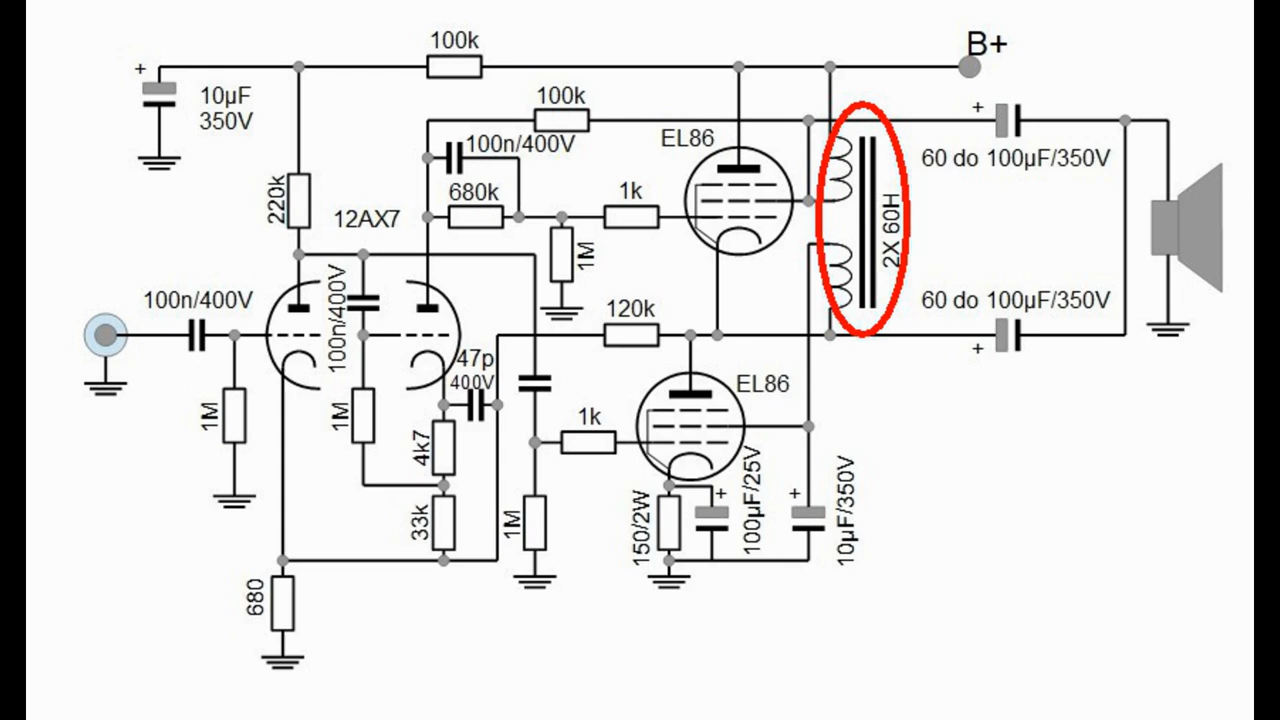 100k
B+
+
10µF
350V
100k
+
100n/400V
EL86
60 do 100µF/350V
220k
12AX7
680k
1k
1M
2X 60H
100n/400V
100n/400V
120k
60 do 100µF/350V
+
47p
400V
EL86
1M
1M
4k7
1k
33k
1M
150/2W
+
100µF/25V
+
10µF/350V
680